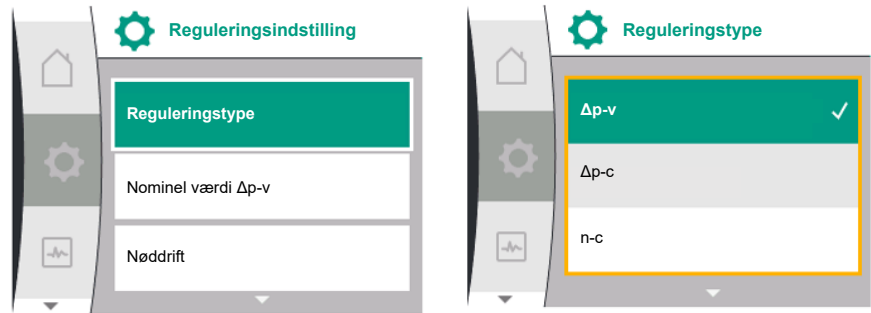 Reguleringsindstilling
Reguleringstype
Nominel værdi Δp-v
Nøddrift
Reguleringstype
Δp-v
Δp-c
n-c